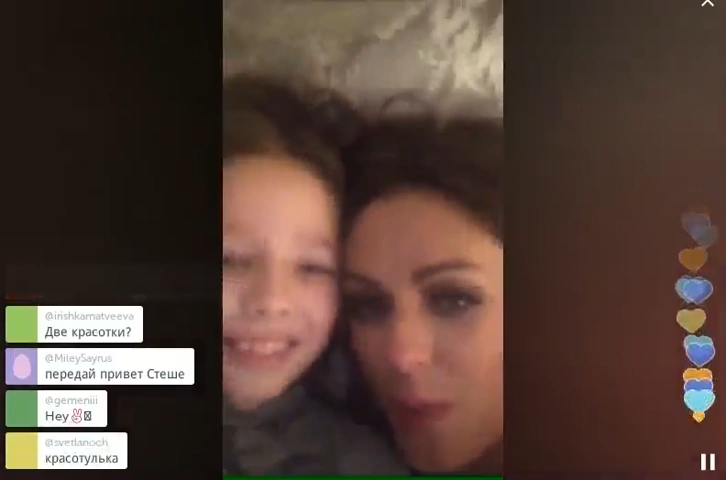 @irishkamatveeva
Две красотки?
@MileySayrus
передай привет Стеше
@gemeniii
Hey✌
@svetlanoch
красотулька